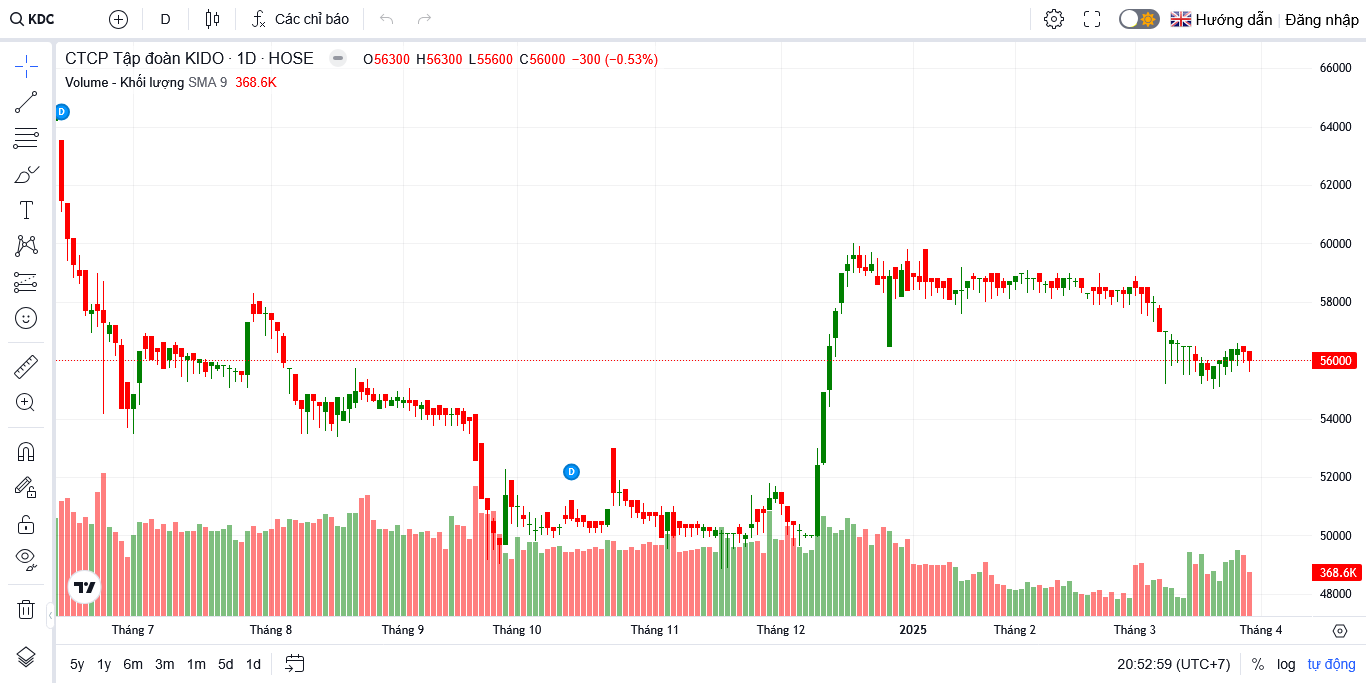 KDC D Các chỉ báo Hướng dẫn Đăng nhập
CTCP Tập đoàn KIDO · 1D · HOSE O56300 H56300 L55600 C56000 −300 (−0.53%)
Volume - Khối lượng SMA 9 368.6K
D
D
66000
64000
62000
60000
58000
56000
54000
52000
50000
368.6K
48000
Tháng 7 Tháng 8 Tháng 9 Tháng 10 Tháng 11 Tháng 12 2025 Tháng 2 Tháng 3 Tháng 4
5y 1y 6m 3m 1m 5d 1d 20:52:59 (UTC+7) % log tự động